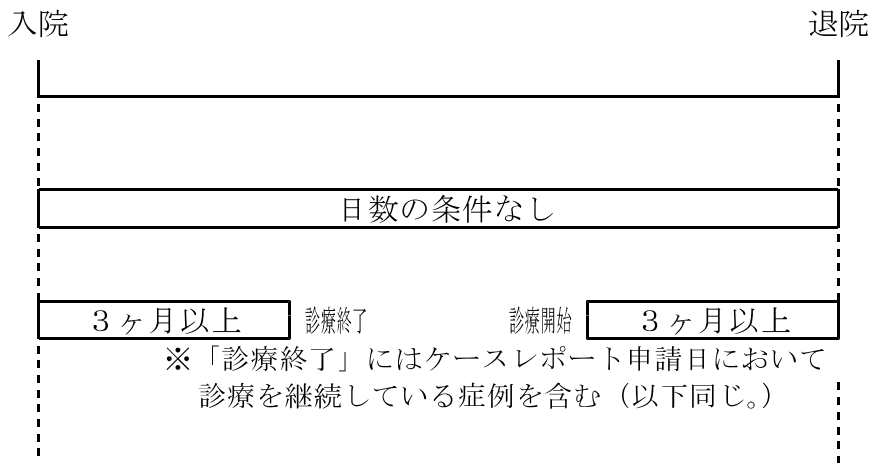 入院 退院
日数の条件なし
３ヶ月以上 診療終了 診療開始 ３ヶ月以上
※「診療終了」にはケースレポート申請日において
診療を継続している症例を含む（以下同じ。）